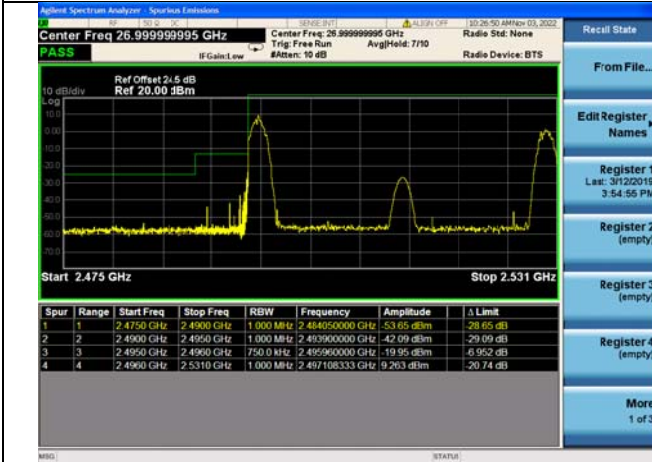 Agilent Spectrum Analyzer - Spurious Emissions
RF 50 Ω DC SENSE:INT ALIGN OFF 10:26:50 AM Nov 03, 2022
Center Freq 26.999999995 GHz
Center Freq: 26.999999995 GHz
Radio Std: None
Trig: Free Run Avg|Hold: 7/10
PASS
IFGain:Low
#Atten: 10 dB
Radio Device: BTS
Ref Offset 24.5 dB
10 dB/div Ref 20.00 dBm
Log
10.0
0.00
-20.0
-30.0
-40.0
-50.0
-60.0
-70.0
Start 2.475 GHz Stop 2.531 GHz
Spur Range Start Freq Stop Freq RBW Frequency Amplitude Δ Limit
1 1 2.4750 GHz 2.4900 GHz 1.000 MHz 2.484050000 GHz -53.65 dBm -28.65 dB
2 2 2.4900 GHz 2.4950 GHz 1.000 MHz 2.493900000 GHz -42.09 dBm -29.09 dB
3 3 2.4950 GHz 2.4960 GHz 750.0 kHz 2.495960000 GHz -19.95 dBm -6.952 dB
4 4 2.4960 GHz 2.5310 GHz 1.000 MHz 2.497108333 GHz 9.263 dBm -20.74 dB
MSG STATUS
Recall State
From File...
Edit Register
Names
Register 1
Last: 3/12/2019
3:54:55 PM
Register 2
(empty)
Register 3
(empty)
Register 4
(empty)
More
1 of 3